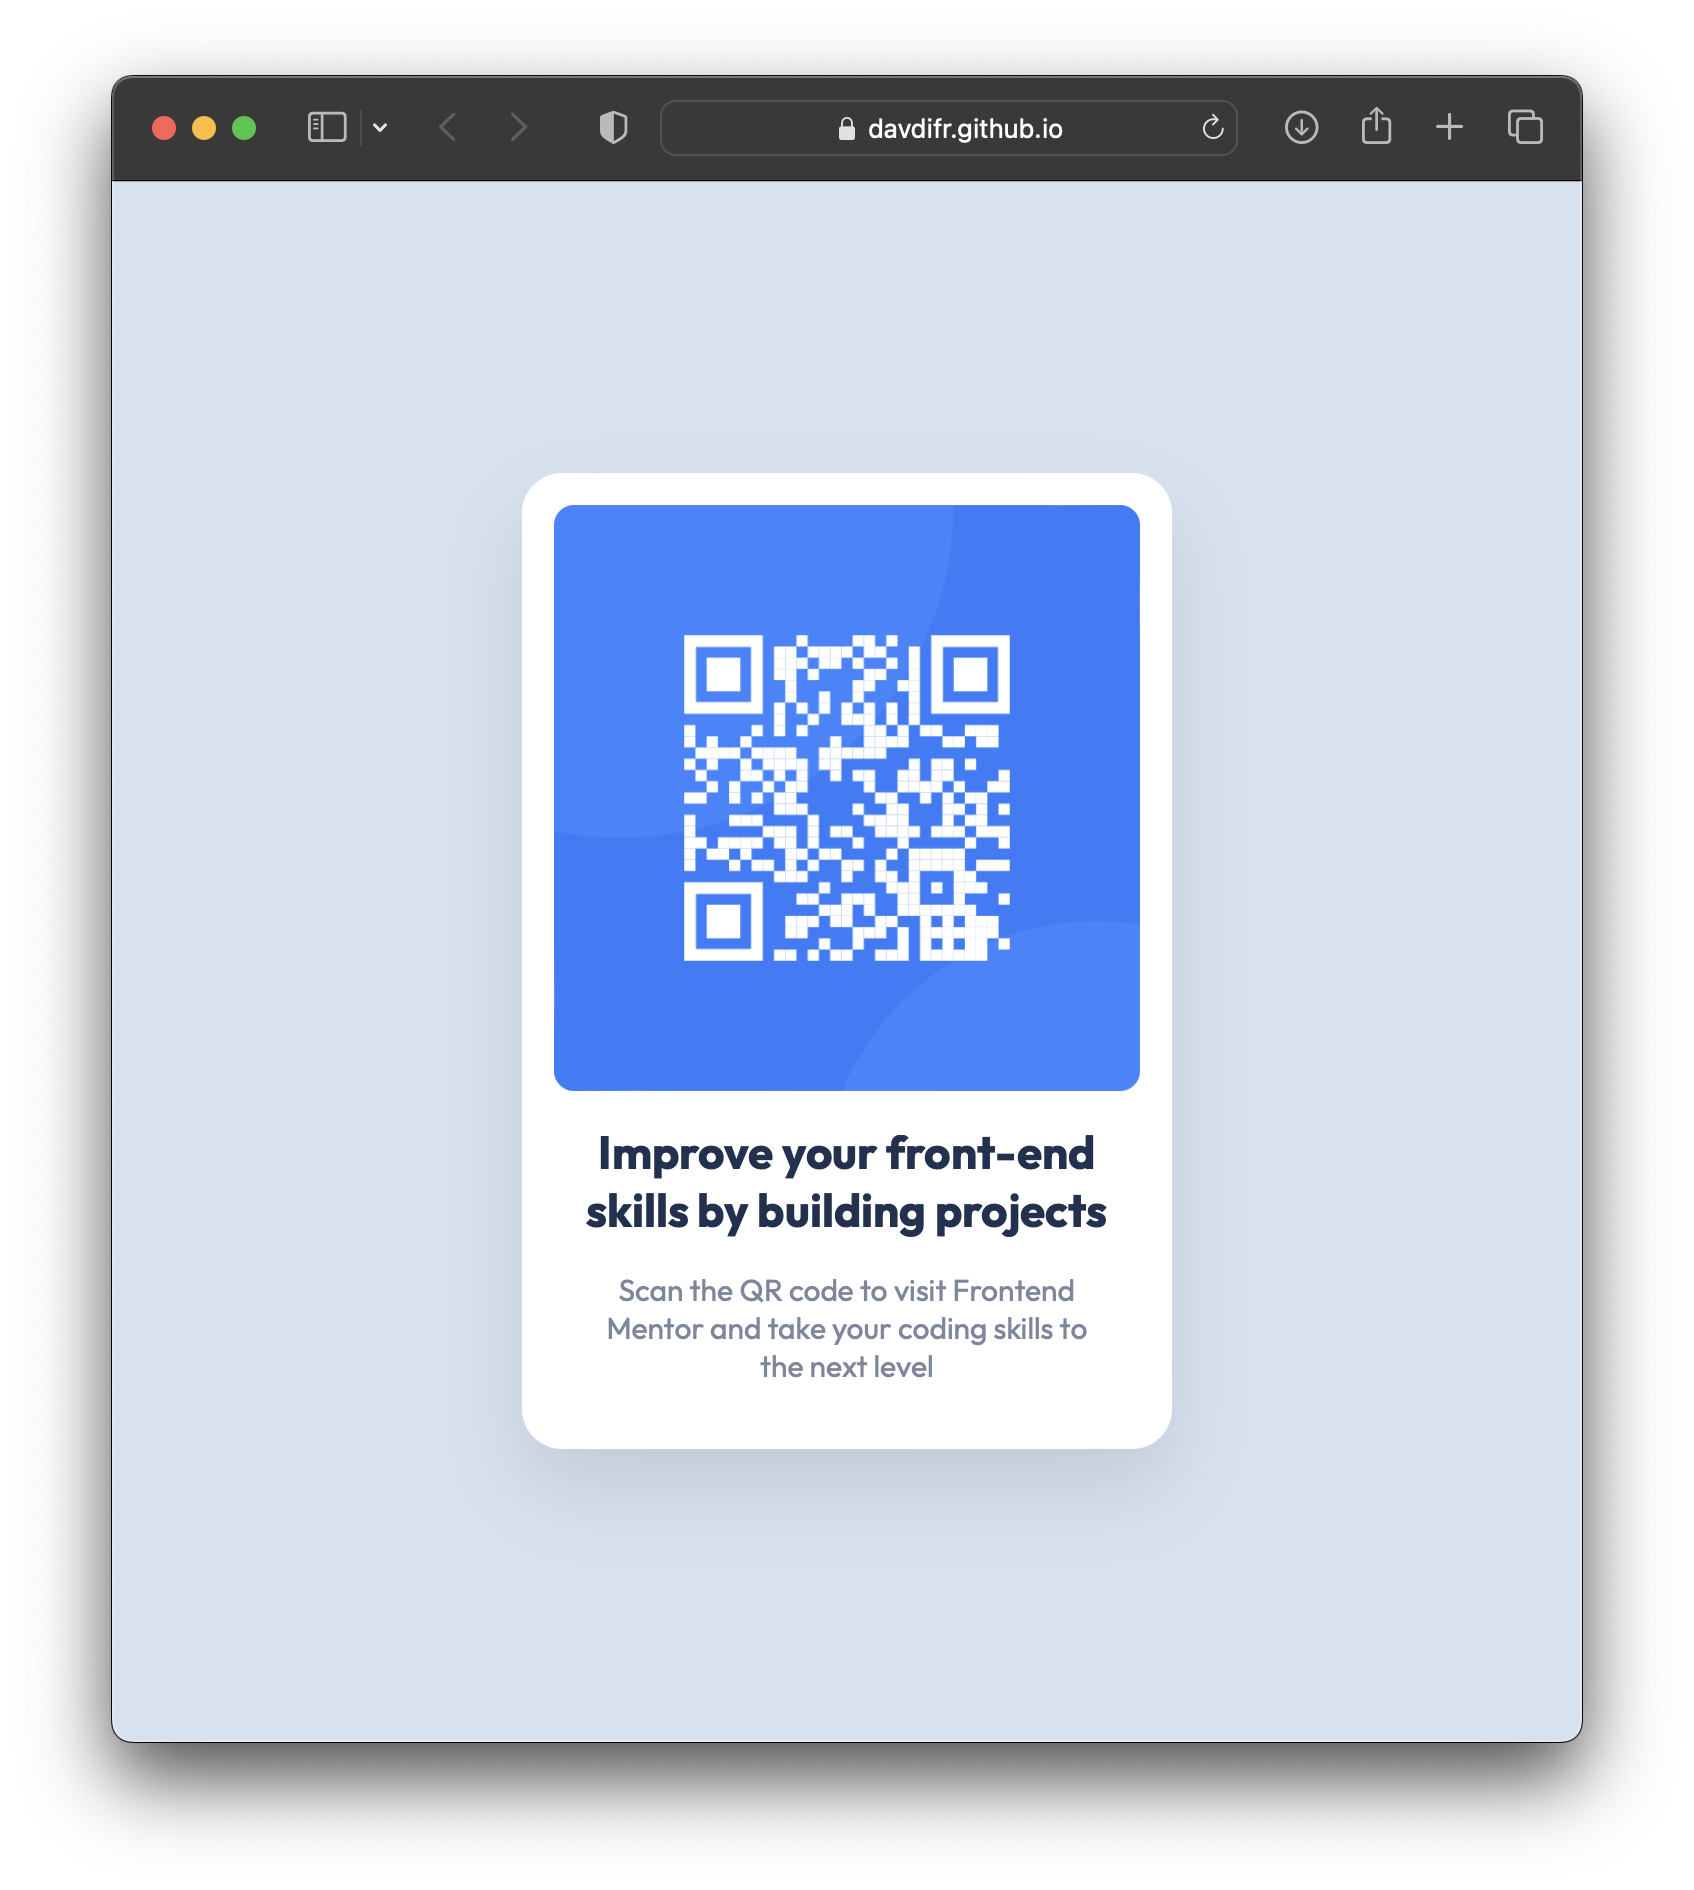 davdifr.github.io
Improve your front-end
skills by building projects
Scan the QR code to visit Frontend
Mentor and take your coding skills to
the next level